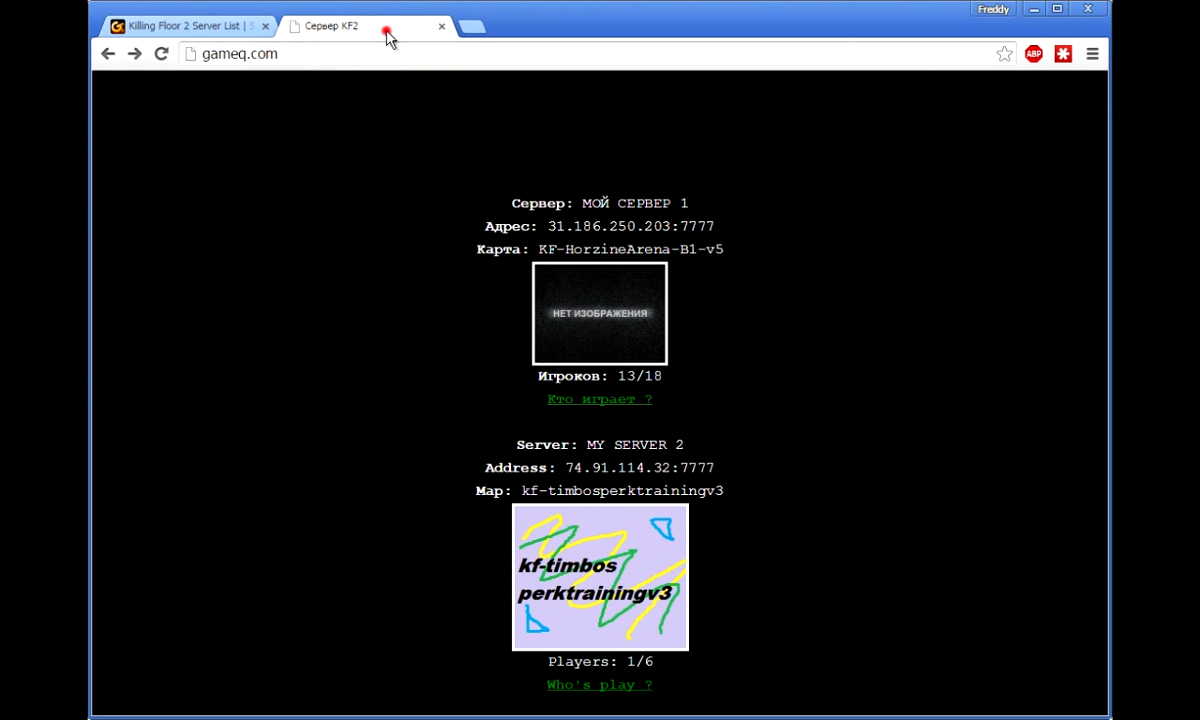 Freddy
Killing Floor 2 Server List |
Сервер KF2
gameq.com
ABP
Сервер: МОЙ СЕРВЕР 1
Адрес: 31.186.250.203:7777
Карта: KF-HorzineArena-B1-v5
НЕТ ИЗОБРАЖЕНИЯ
Игроков: 13/18
Кто играет ?
Server: MY SERVER 2
Address: 74.91.114.32:7777
Map: kf-timbosperktrainingv3
kf-timbos
perktrainingv3
Players: 1/6
Who's play ?